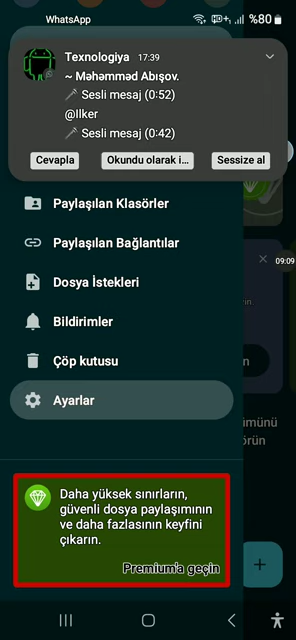 WhatsApp
%80
Texnologiya 17:39
~ Məhəmməd Abışov.
Sesli mesaj (0:52)
@Ilker
Sesli mesaj (0:42)
Cevapla
Okundu olarak i...
Sessize al
Paylaşılan Klasörler
Paylaşılan Bağlantılar
09:09
Dosya İstekleri
Bildirimler
Çöp kutusu
Ayarlar
Daha yüksek sınırların,
güvenli dosya paylaşımının
ve daha fazlasının keyfini
çıkarın.
Premium'a geçin